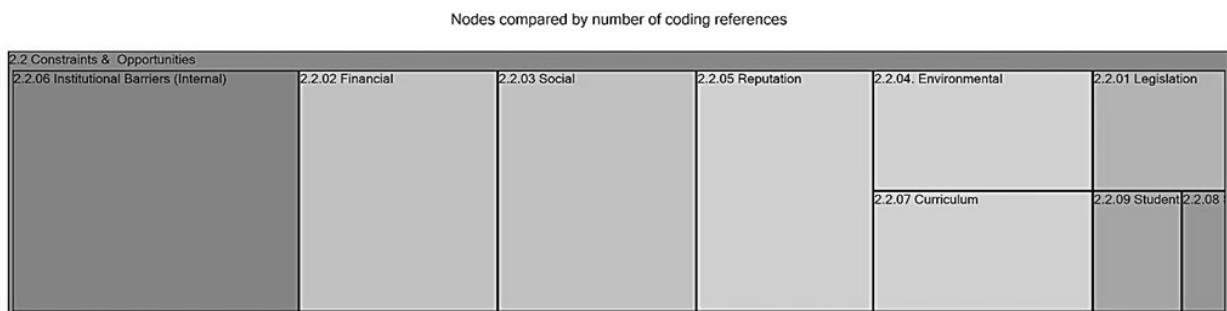 Nodes compared by number of coding references
2.2 Constraints & Opportunities
2.2.06 Institutional Barriers (Internal)
2.2.02 Financial
2.2.03 Social
2.2.05 Reputation
2.2.04. Environmental
2.2.01 Legislation
2.2.07 Curriculum
2.2.09 Student
2.2.08